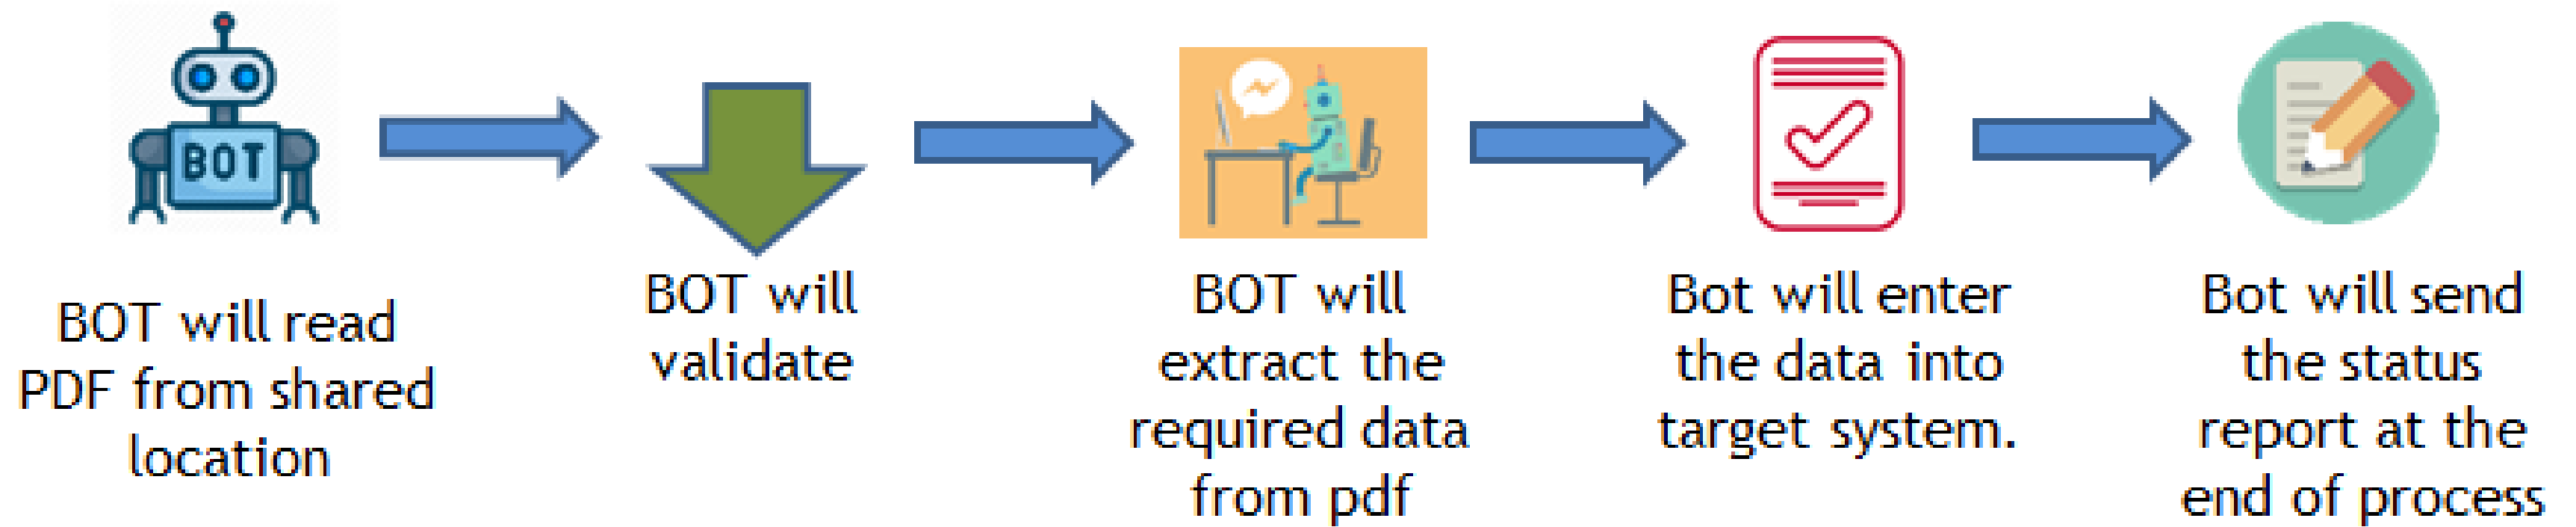 BOT
BOT will read
PDF from shared
location
BOT will
validate
BOT will
extract the
required data
from pdf
Bot will enter
the data into
target system.
Bot will send
the status
report at the
end of process